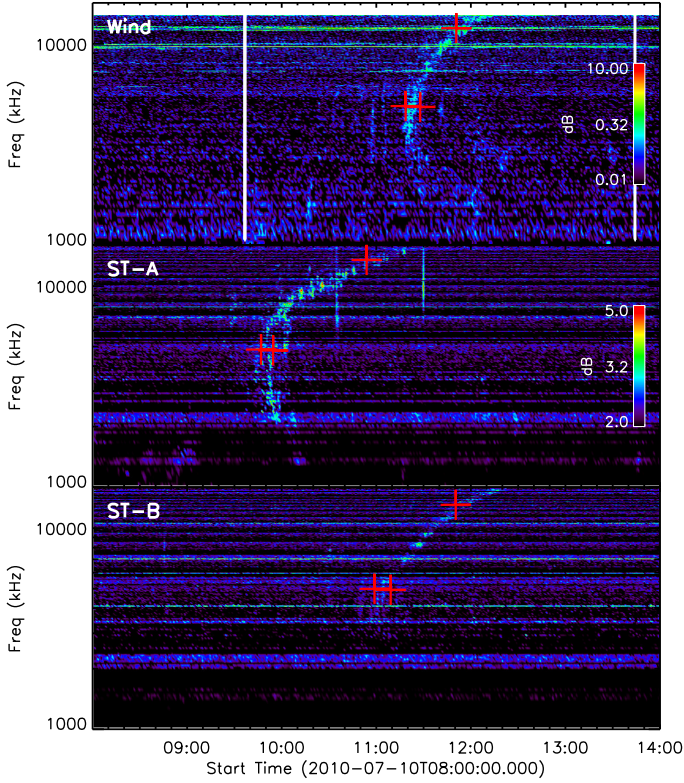 Wind
10000
Freq (kHz)
10.00
0.32
0.01
dB
1000
ST-A
10000
Freq (kHz)
5.0
3.2
2.0
dB
1000
ST-B
10000
Freq (kHz)
1000
09:00 10:00 11:00 12:00 13:00 14:00
Start Time (2010-07-10T08:00:00.000)